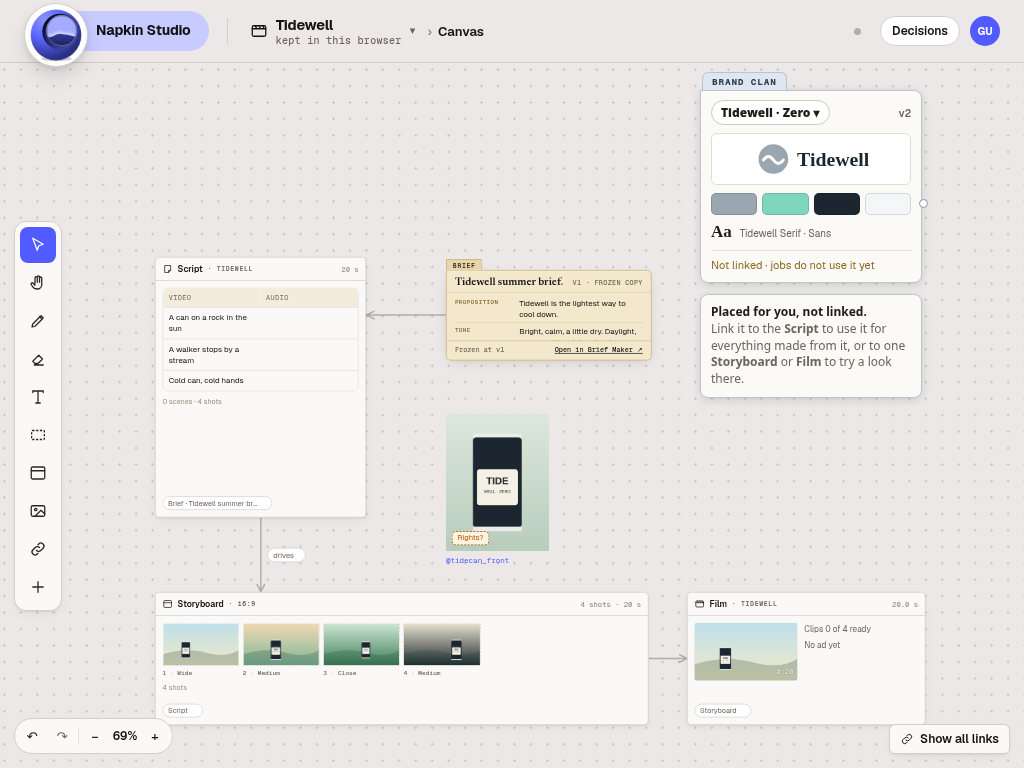 Napkin Studio
Tidewell
kept in this browser
▾
› Canvas
Decisions
GU
BRAND CLAN
Tidewell · Zero ▾
v2
Tidewell
Aa Tidewell Serif · Sans
Not linked · jobs do not use it yet
Placed for you, not linked.
Link it to the Script to use it for
everything made from it, or to one
Storyboard or Film to try a look
there.
Script · TIDEWELL
20 s
VIDEO AUDIO
A can on a rock in the
sun
A walker stops by a
stream
Cold can, cold hands
0 scenes · 4 shots
Brief · Tidewell summer br…
BRIEF
Tidewell summer brief.
V1 · FROZEN COPY
PROPOSITION
Tidewell is the lightest way to
cool down.
TONE
Bright, calm, a little dry. Daylight,
Frozen at v1
Open in Brief Maker ↗
TIDE
WELL ZERO
Rights?
@tidecan_front
drives
Storyboard · 16:9
4 shots · 20 s
1 · Wide
2 · Medium
3 · Close
4 · Medium
4 shots
Script
Film · TIDEWELL
20.0 s
0:20
Clips 0 of 4 ready
No ad yet
Storyboard
− 69% +
Show all links